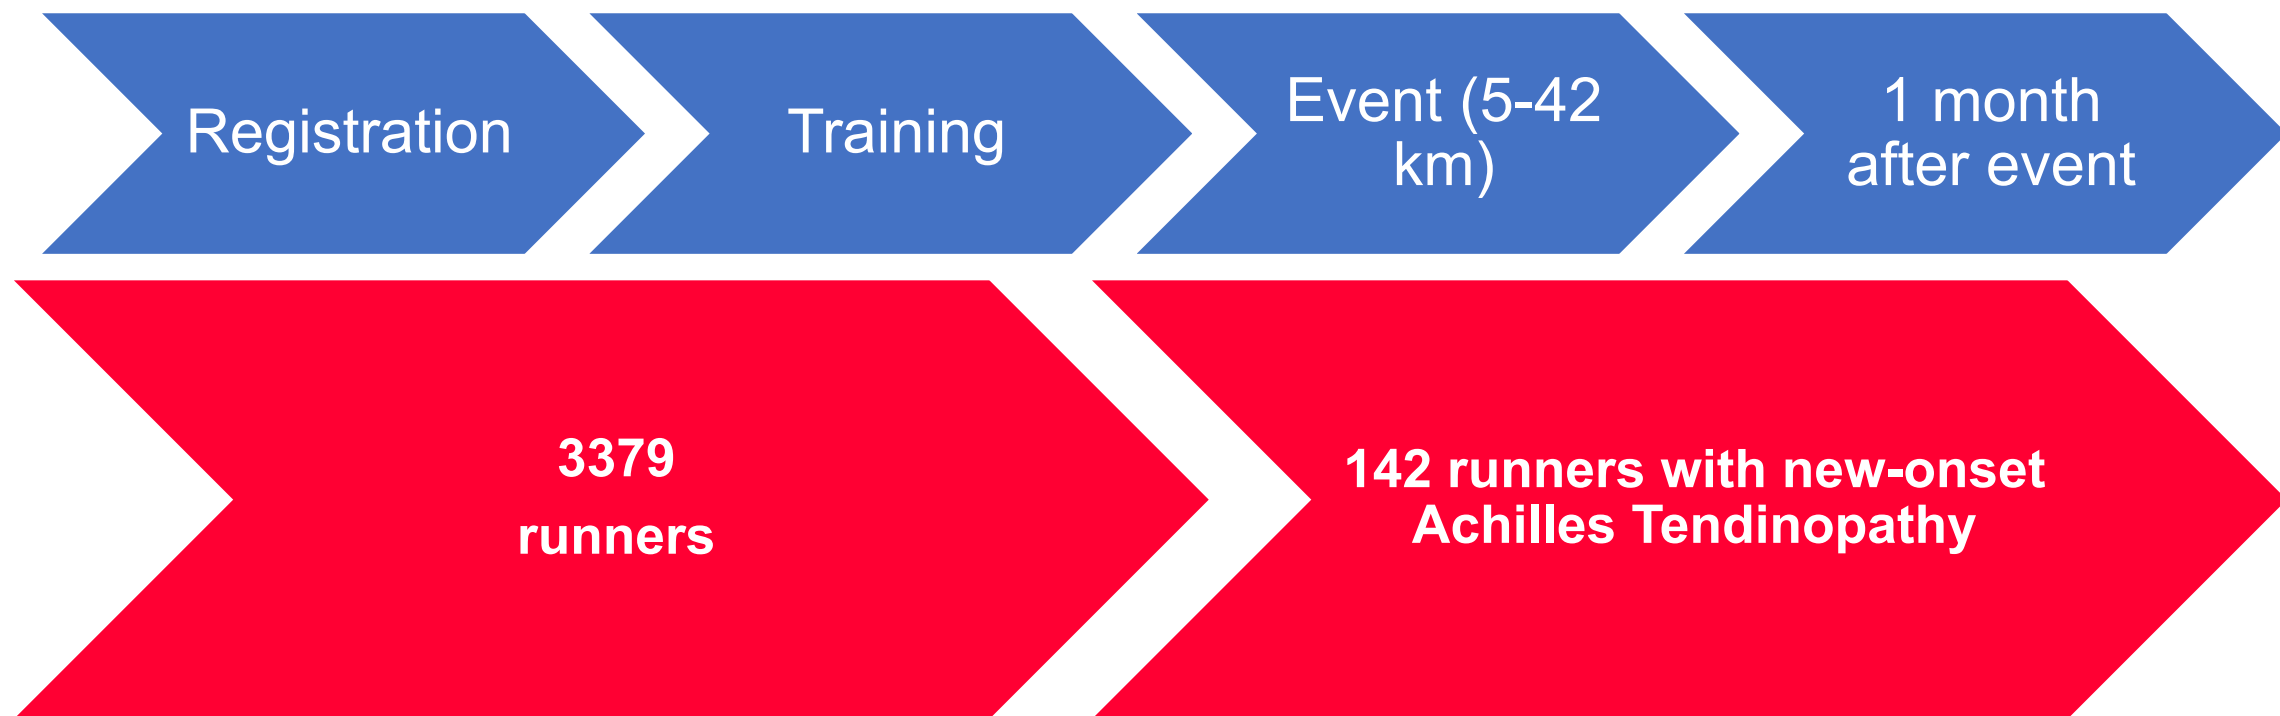 Registration
Training
Event (5-42
km)
1 month
after event
3379
runners
142 runners with new-onset
Achilles Tendinopathy